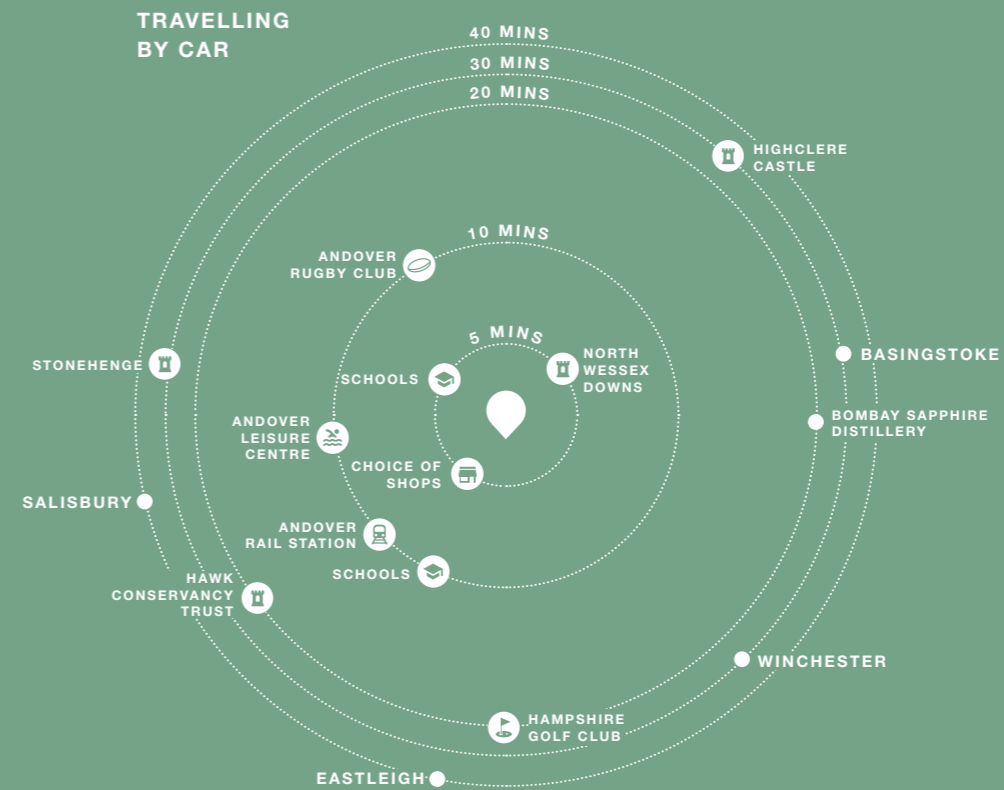 TRAVELLING
BY CAR
40 MINS
30 MINS
20 MINS
HIGHCLERE
CASTLE
10 MINS
ANDOVER
RUGBY CLUB
5 MINS
NORTH
WESSEX
DOWNS
STONEHENGE
SCHOOLS
BASINGSTOKE
BOMBAY SAPPHIRE
DISTILLERY
ANDOVER
LEISURE
CENTRE
CHOICE OF
SHOPS
SALISBURY
ANDOVER
RAIL STATION
SCHOOLS
HAWK
CONSERVANCY
TRUST
WINCHESTER
HAMPSHIRE
GOLF CLUB
EASTLEIGH